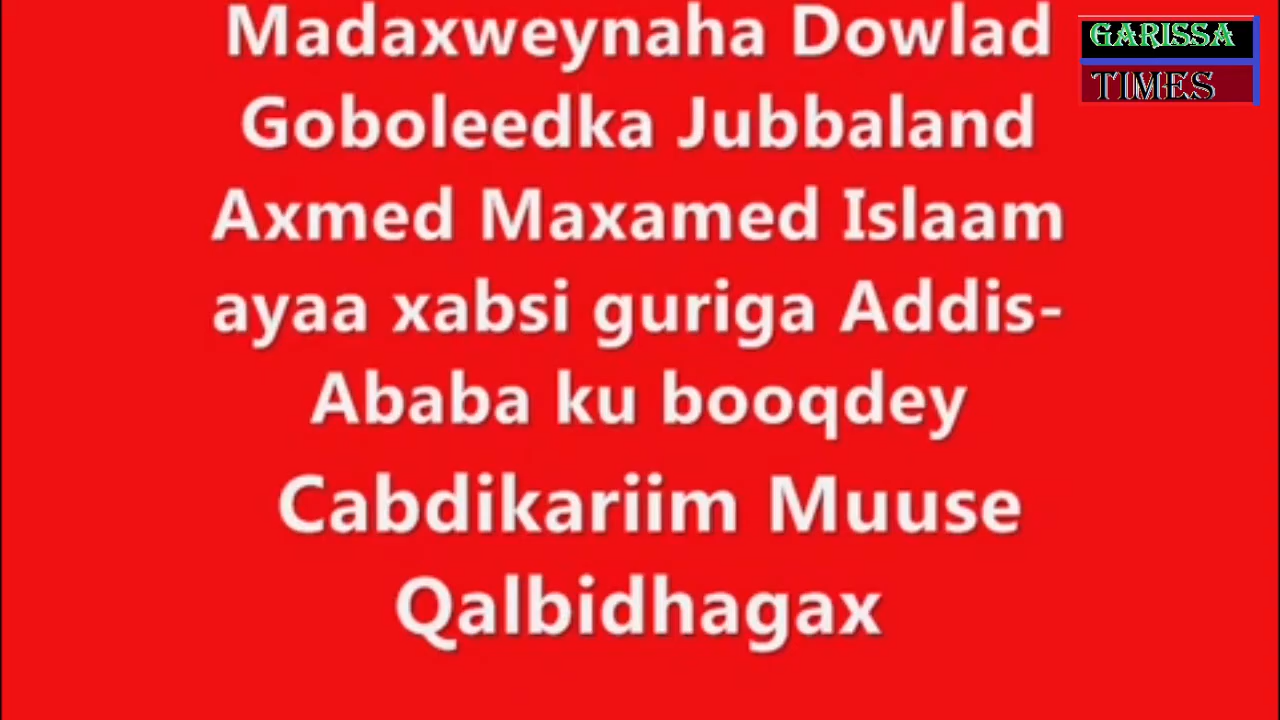 Madaxweynaha Dowlad
Goboleedka Jubbaland
Axmed Maxamed Islaam
ayaa xabsi guriga Addis-
Ababa ku booqdey
Cabdikariim Muuse
Qalbidhagax
GARISSA
TIMES